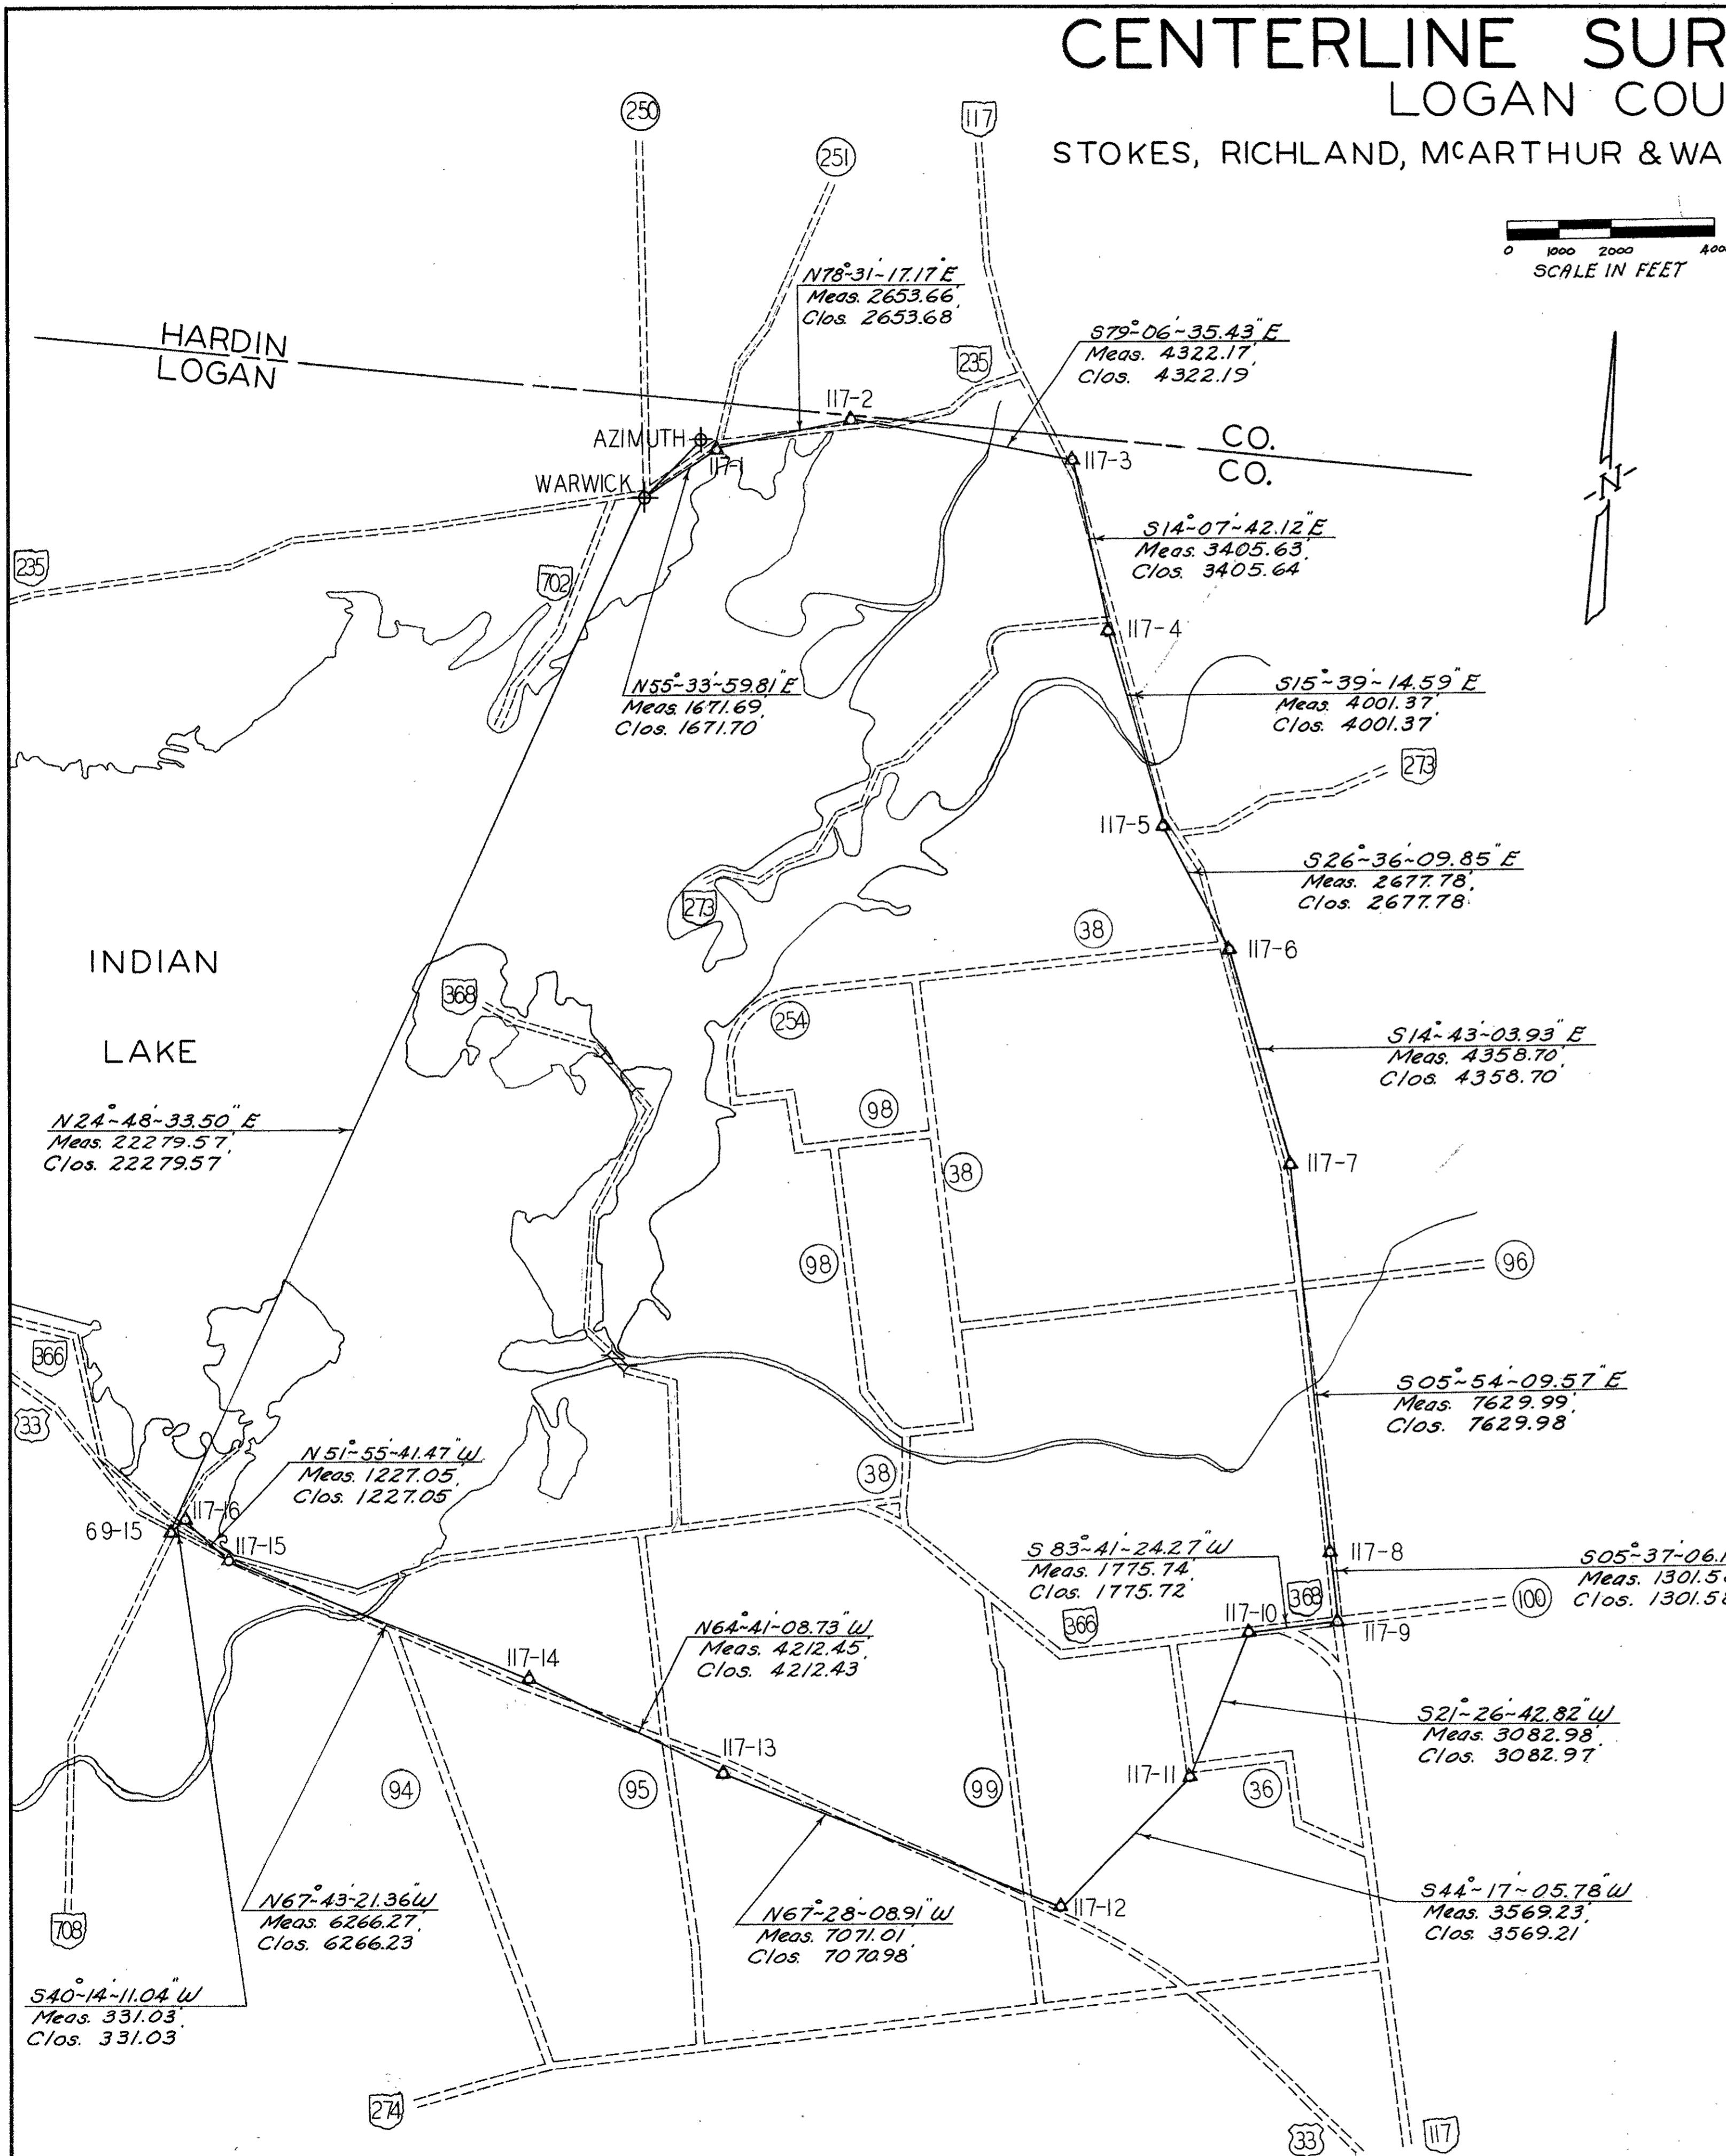 CENTERLINE SUR
LOGAN COU
STOKES, RICHLAND, McARTHUR & WA
0 1000 2000 400
SCALE IN FEET
250
251
117
N78°-31'-17.17"E
Meas. 2653.66'
Clos. 2653.68'
S79°-06'-35.43"E
Meas. 4322.17'
Clos. 4322.19'
HARDIN
LOGAN
235
117-2
AZIMUTH
117-1
117-3
CO.
CO.
WARWICK
N
S14°-07'-42.12"E
Meas. 3405.63'
Clos. 3405.64'
235
702
117-4
N55°-33'-59.81"E
Meas. 1671.69'
Clos. 1671.70'
S15°-39'-14.59"E
Meas. 4001.37'
Clos. 4001.37'
273
117-5
S26°-36'-09.85"E
Meas. 2677.78'
Clos. 2677.78'
273
38
117-6
INDIAN
LAKE
368
254
S14°-43'-03.93"E
Meas. 4358.70'
Clos. 4358.70'
N24°-48'-33.50"E
Meas. 22279.57'
Clos. 22279.57'
98
38
117-7
98
96
366
33
S05°-54'-09.57"E
Meas. 7629.99'
Clos. 7629.98'
N51°-55'-41.47"W
Meas. 1227.05'
Clos. 1227.05'
38
117-16
69-15
117-15
S83°-41'-24.27"W
Meas. 1775.74'
Clos. 1775.72'
117-8
S05°-37'-06.1
Meas. 1301.5
Clos. 1301.58
368
100
117-10
366
117-9
N64°-41'-08.73"W
Meas. 4212.45'
Clos. 4212.43'
117-14
S21°-26'-42.82"W
Meas. 3082.98'
Clos. 3082.97'
117-13
117-11
94
95
99
36
N67°-43'-21.36"W
Meas. 6266.27'
Clos. 6266.23'
N67°-28'-08.91"W
Meas. 7071.01'
Clos. 7070.98'
117-12
S44°-17'-05.78"W
Meas. 3569.23'
Clos. 3569.21'
708
S40°-14'-11.04"W
Meas. 331.03'
Clos. 331.03'
274
33
117